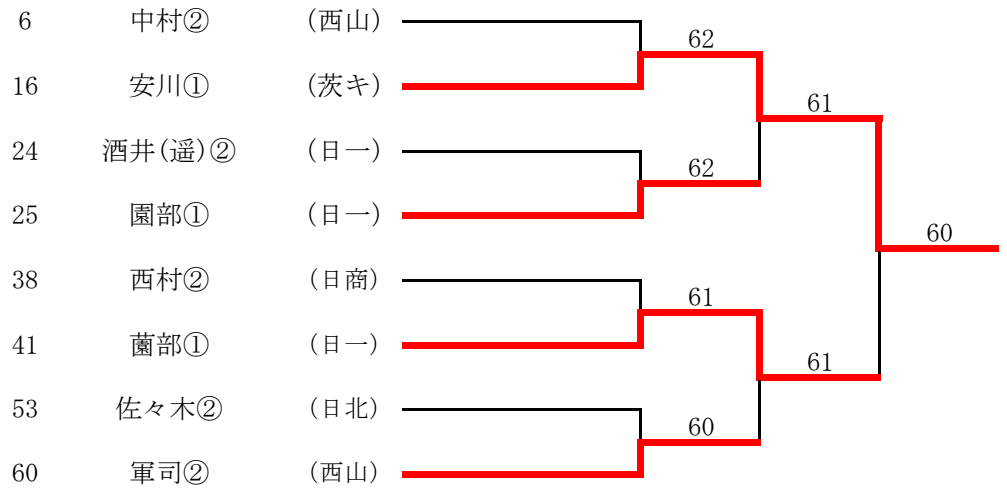 6 中村② (西山)
62
16 安川① (茨キ)
61
24 酒井(遥)② (日一)
62
25 園部① (日一)
60
38 西村② (日商)
61
41 薗部① (日一)
61
53 佐々木② (日北)
60
60 軍司② (西山)